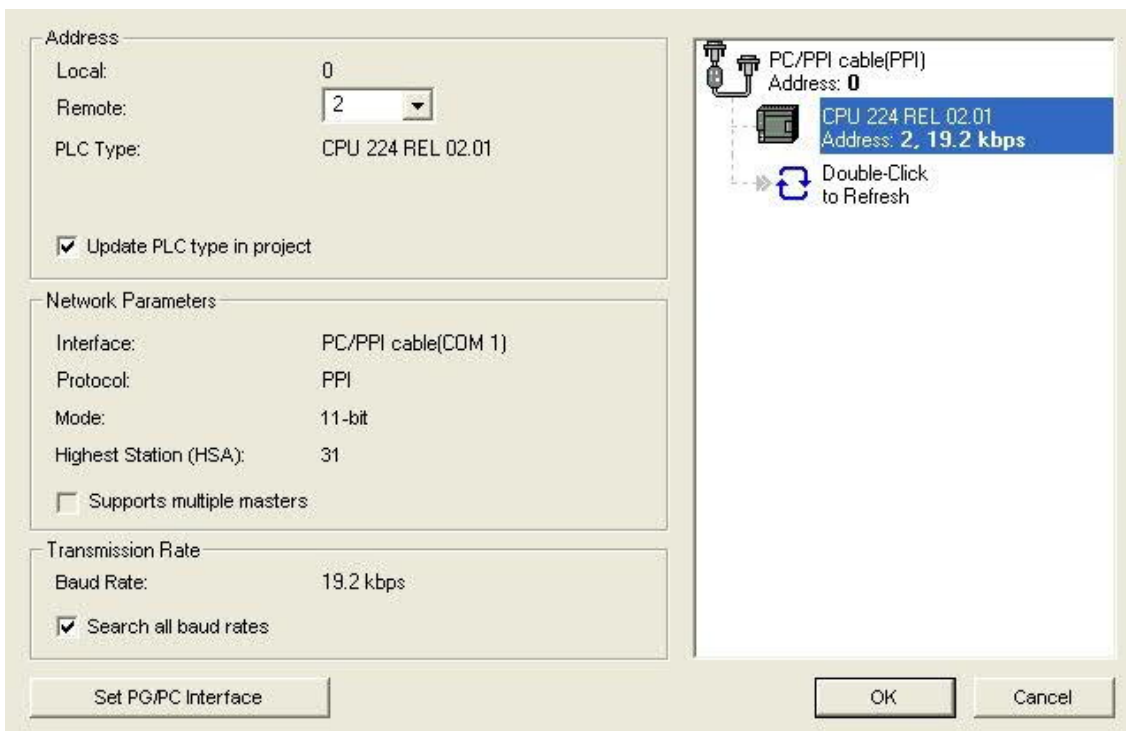 Address
Local: 0
Remote: 2
PLC Type: CPU 224 REL 02.01
Update PLC type in project
Network Parameters
Interface: PC/PPI cable(COM 1)
Protocol: PPI
Mode: 11-bit
Highest Station (HSA): 31
Supports multiple masters
Transmission Rate
Baud Rate: 19.2 kbps
Search all baud rates
Set PG/PC Interface
PC/PPI cable(PPI)
Address: 0
CPU 224 REL 02.01
Address: 2, 19.2 kbps
Double-Click
to Refresh
OK
Cancel